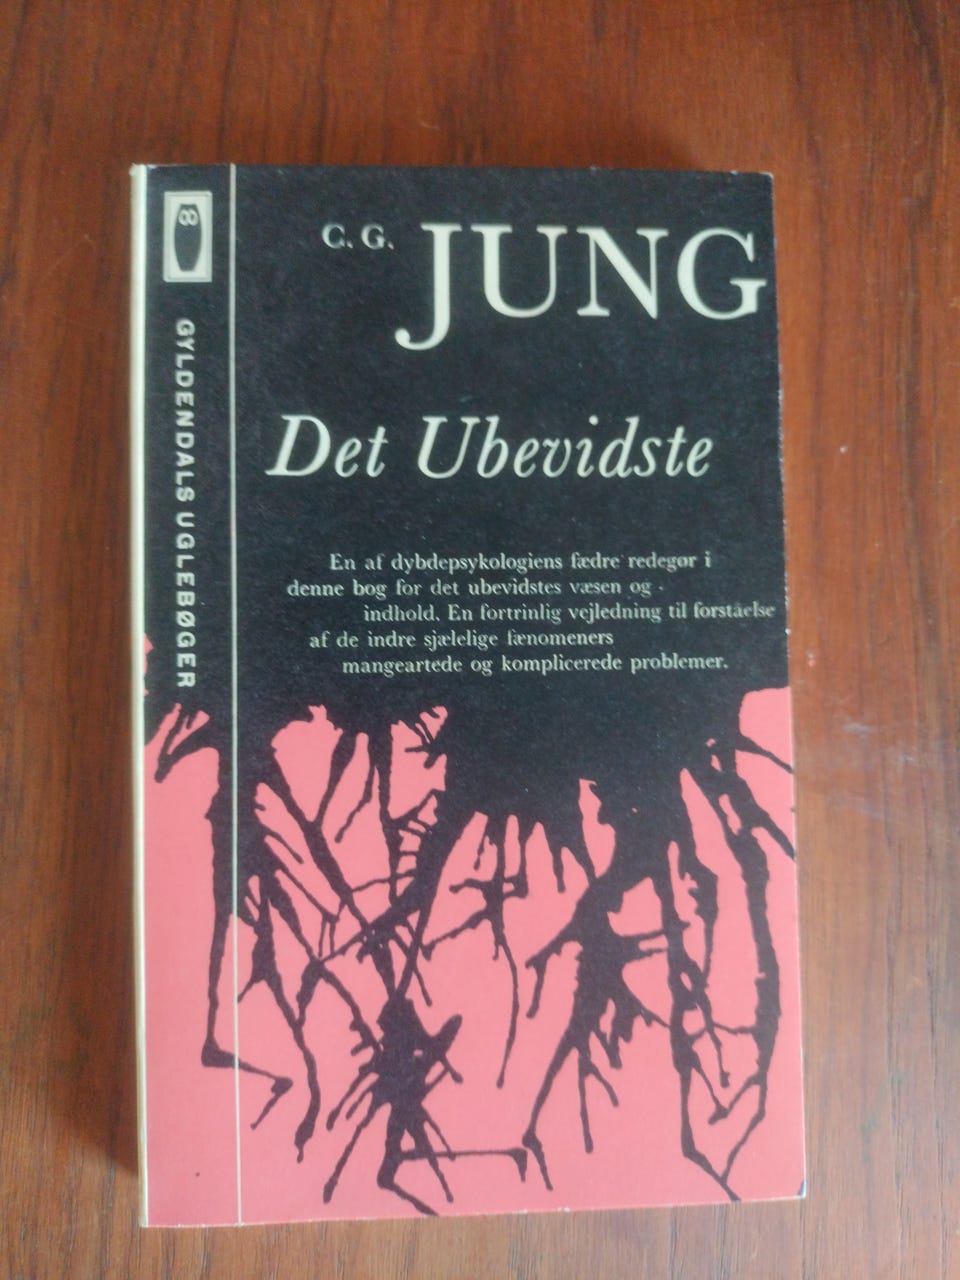 GYLDENDALS UGLEBØGER
C. G. JUNG
Det Ubevidste
En af dybdepsykologiens fædre redegør i
denne bog for det ubevidstes væsen og
indhold. En fortrinlig vejledning til forståelse
af de indre sjælelige fænomeners
mangeartede og komplicerede problemer.